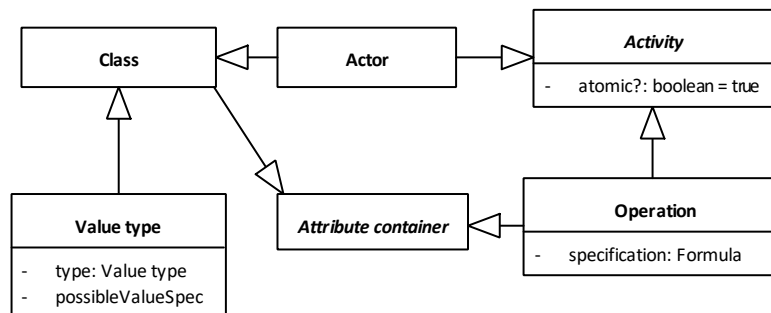 Activity
Class
Actor
- atomic?: boolean = true
Value type
Attribute container
Operation
- type: Value type
- possibleValueSpec
- specification: Formula